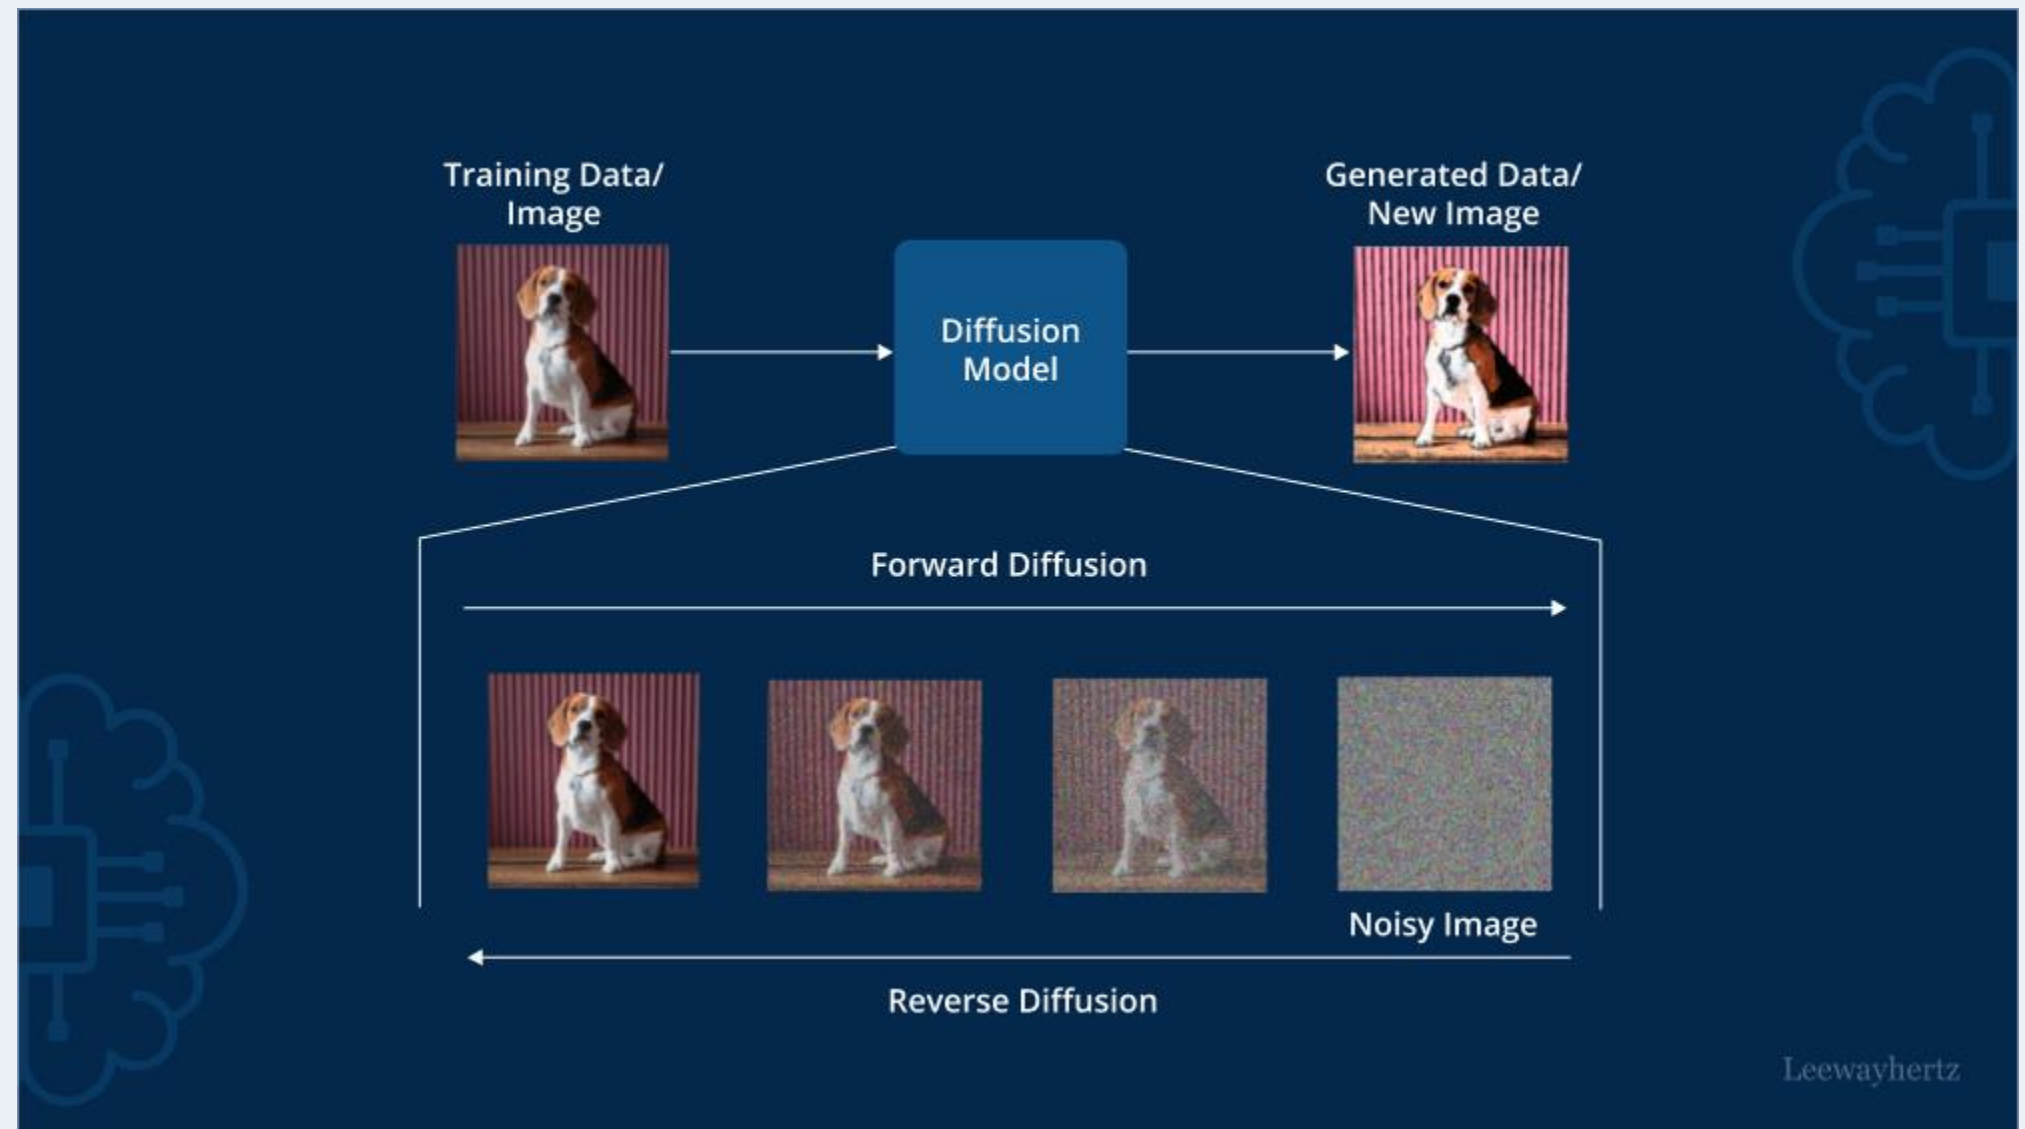 Training Data/
Image
Generated Data/
New Image
Diffusion
Model
Forward Diffusion
Noisy Image
Reverse Diffusion
Leewayhertz